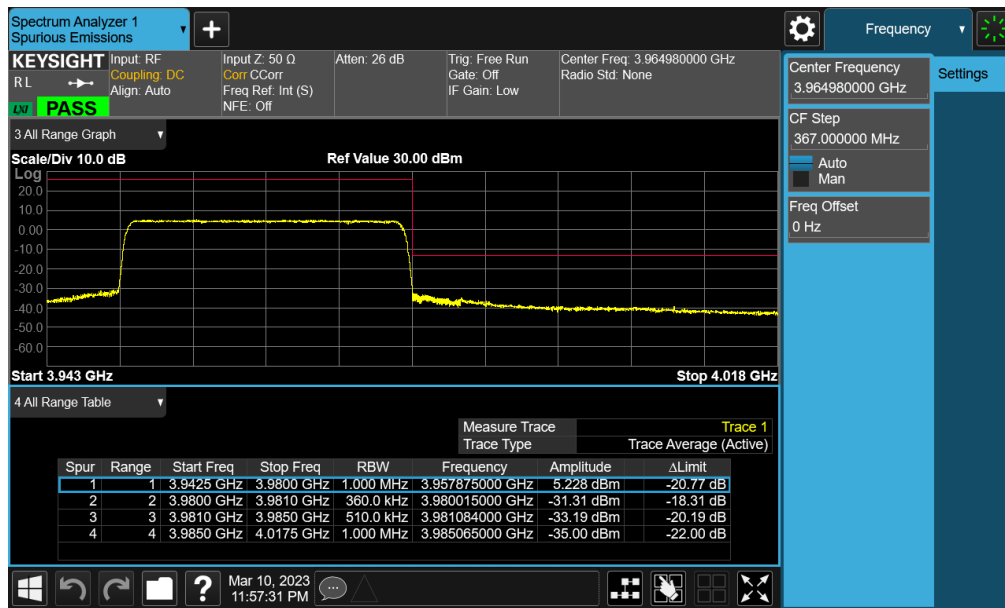 Spectrum Analyzer 1
Spurious Emissions
Frequency
KEYSIGHT
RL
LXI PASS
Input: RF
Coupling: DC
Align: Auto
Input Z: 50 Ω
Corr CCorr
Freq Ref: Int (S)
NFE: Off
Atten: 26 dB
Trig: Free Run
Gate: Off
IF Gain: Low
Center Freq: 3.964980000 GHz
Radio Std: None
Center Frequency
3.964980000 GHz
Settings
CF Step
367.000000 MHz
Auto
Man
Freq Offset
0 Hz
3 All Range Graph
Scale/Div 10.0 dB Ref Value 30.00 dBm
Log
20.0
10.0
0.00
-10.0
-20.0
-30.0
-40.0
-50.0
-60.0
Start 3.943 GHz Stop 4.018 GHz
4 All Range Table
Measure Trace Trace 1
Trace Type Trace Average (Active)
Spur Range Start Freq Stop Freq RBW Frequency Amplitude ΔLimit
1 1 3.9425 GHz 3.9800 GHz 1.000 MHz 3.957875000 GHz 5.228 dBm -20.77 dB
2 2 3.9800 GHz 3.9810 GHz 360.0 kHz 3.980015000 GHz -31.31 dBm -18.31 dB
3 3 3.9810 GHz 3.9850 GHz 510.0 kHz 3.981084000 GHz -33.19 dBm -20.19 dB
4 4 3.9850 GHz 4.0175 GHz 1.000 MHz 3.985065000 GHz -35.00 dBm -22.00 dB
?
Mar 10, 2023
11:57:31 PM